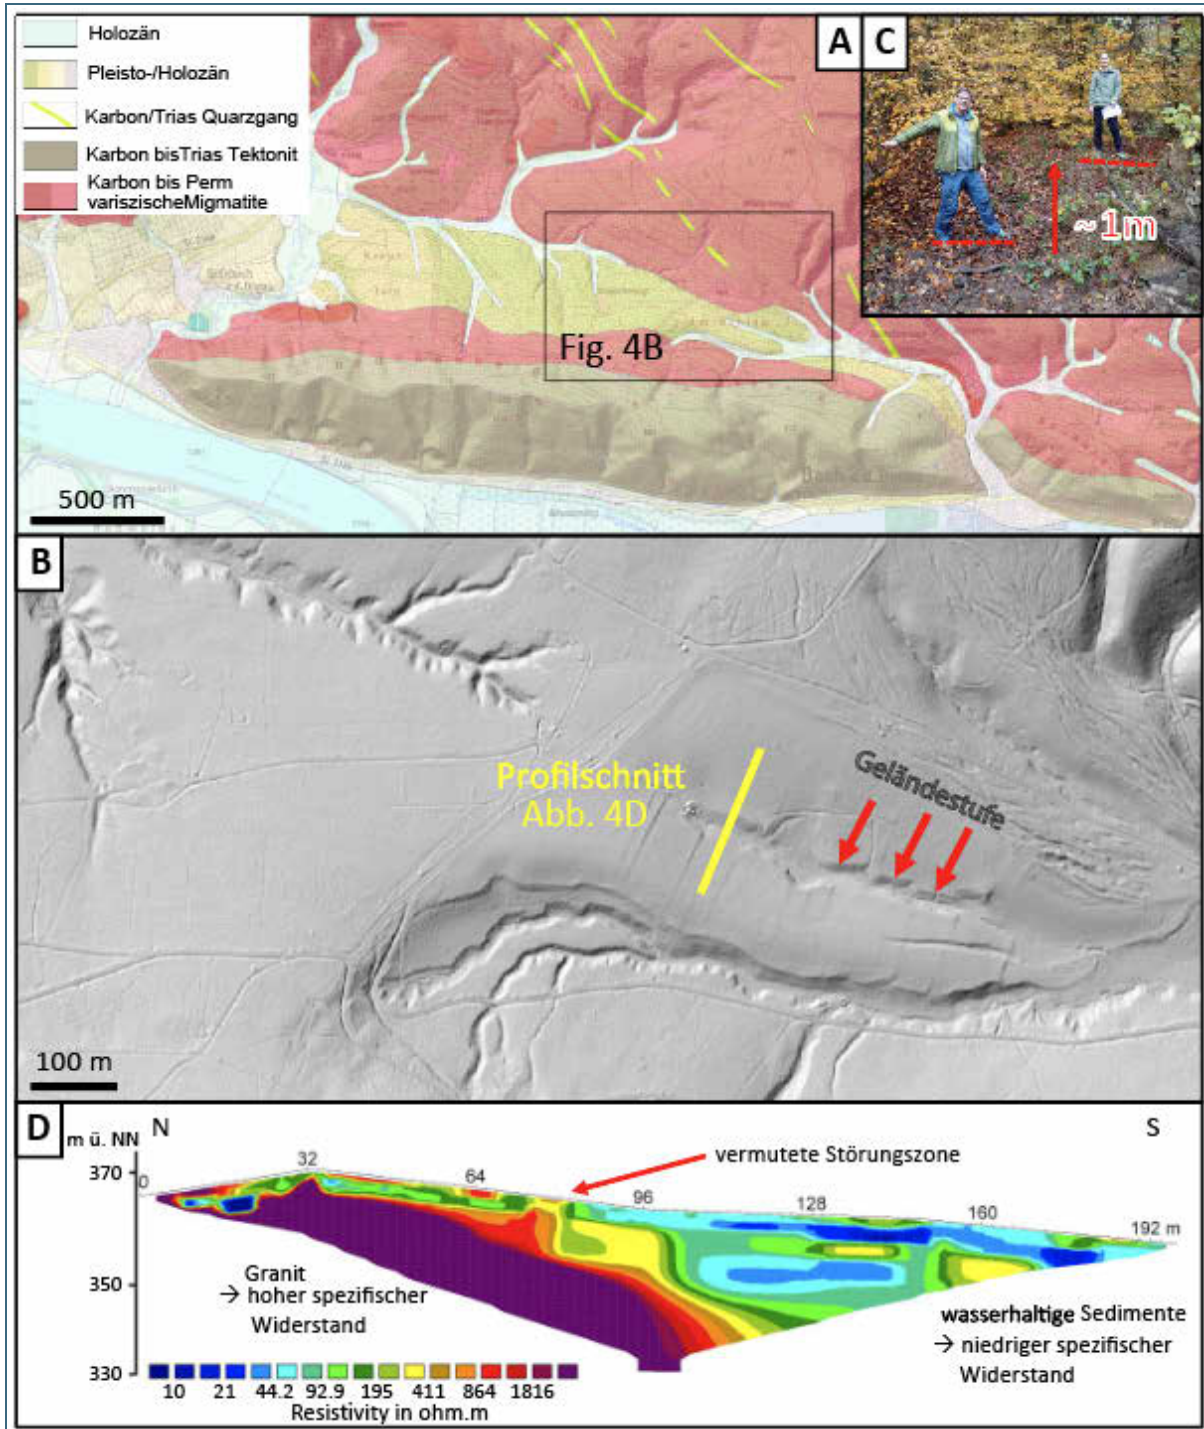 Holozän
Pleisto-/Holozän
Karbon/Trias Quarzgang
Karbon bisTrias Tektonit
Karbon bis Perm
variszischeMigmatite
A
C
≈1m
Fig. 4B
500 m
B
Profilschnitt
Abb. 4D
Geländestufe
100 m
D
m ü. NN
N
S
vermutete Störungszone
370
350
330
0
32
64
96
128
160
192 m
Granit
→ hoher spezifischer
Widerstand
wasserhaltige Sedimente
→ niedriger spezifischer
Widerstand
10 21 44.2 92.9 195 411 864 1816
Resistivity in ohm.m